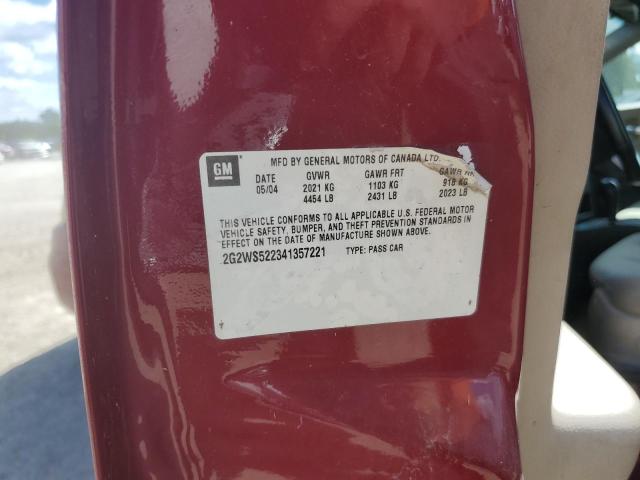 GM
MFD BY GENERAL MOTORS OF CANADA LTD.
DATE GVWR GAWR FRT GAWR RR
05/04 2021 KG 1103 KG 918 KG
4454 LB 2431 LB 2023 LB
THIS VEHICLE CONFORMS TO ALL APPLICABLE U.S. FEDERAL MOTOR
VEHICLE SAFETY, BUMPER, AND THEFT PREVENTION STANDARDS IN
EFFECT ON THE DATE OF MANUFACTURE SHOWN ABOVE.
2G2WS522341357221 TYPE: PASS CAR